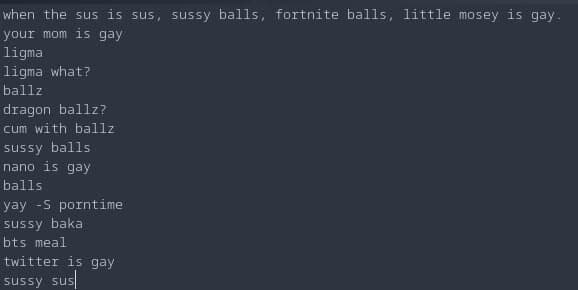 when the sus is sus, sussy balls, fortnite balls, little mosey is gay.
your mom is gay
ligma
ligma what?
ballz
dragon ballz?
cum with ballz
sussy balls
nano is gay
balls
yay -S porntime
sussy baka
bts meal
twitter is gay
sussy sus